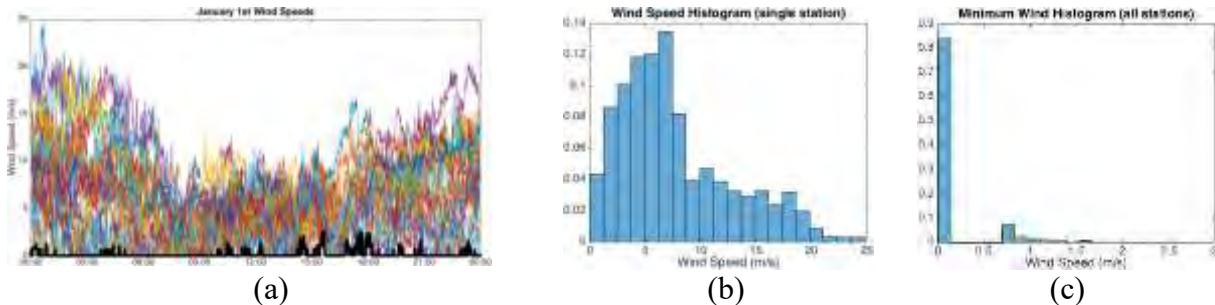 January 1st Wind Speeds
Wind Speed (m/s)
00:00 03:00 06:00 09:00 12:00 15:00 18:00 21:00 00:00
(a)
Wind Speed Histogram (single station)
0.14
0.12
0.1
0.08
0.06
0.04
0.02
0
0 5 10 15 20 25
Wind Speed (m/s)
(b)
Minimum Wind Histogram (all stations)
0.9
0.8
0.7
0.6
0.5
0.4
0.3
0.2
0.1
0
0 0.5 1 1.5 2 2.5 3
Wind Speed (m/s)
(c)